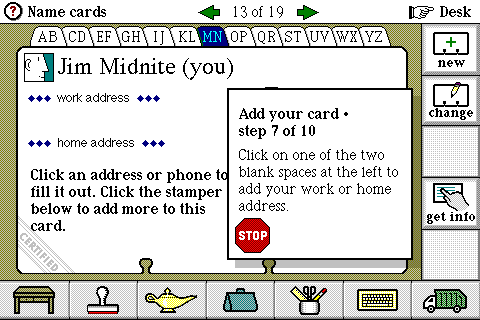 Name cards
13 of 19
Desk
AB CD EF GH IJ KL MN OP QR ST UV WX YZ
Jim Midnite (you)
work address
home address
Click an address or phone to
fill it out. Click the stamper
below to add more to this
card.
CERTIFIED
Add your card •
step 7 of 10
Click on one of the two
blank spaces at the left to
add your work or home
address.
STOP
new
change
get info